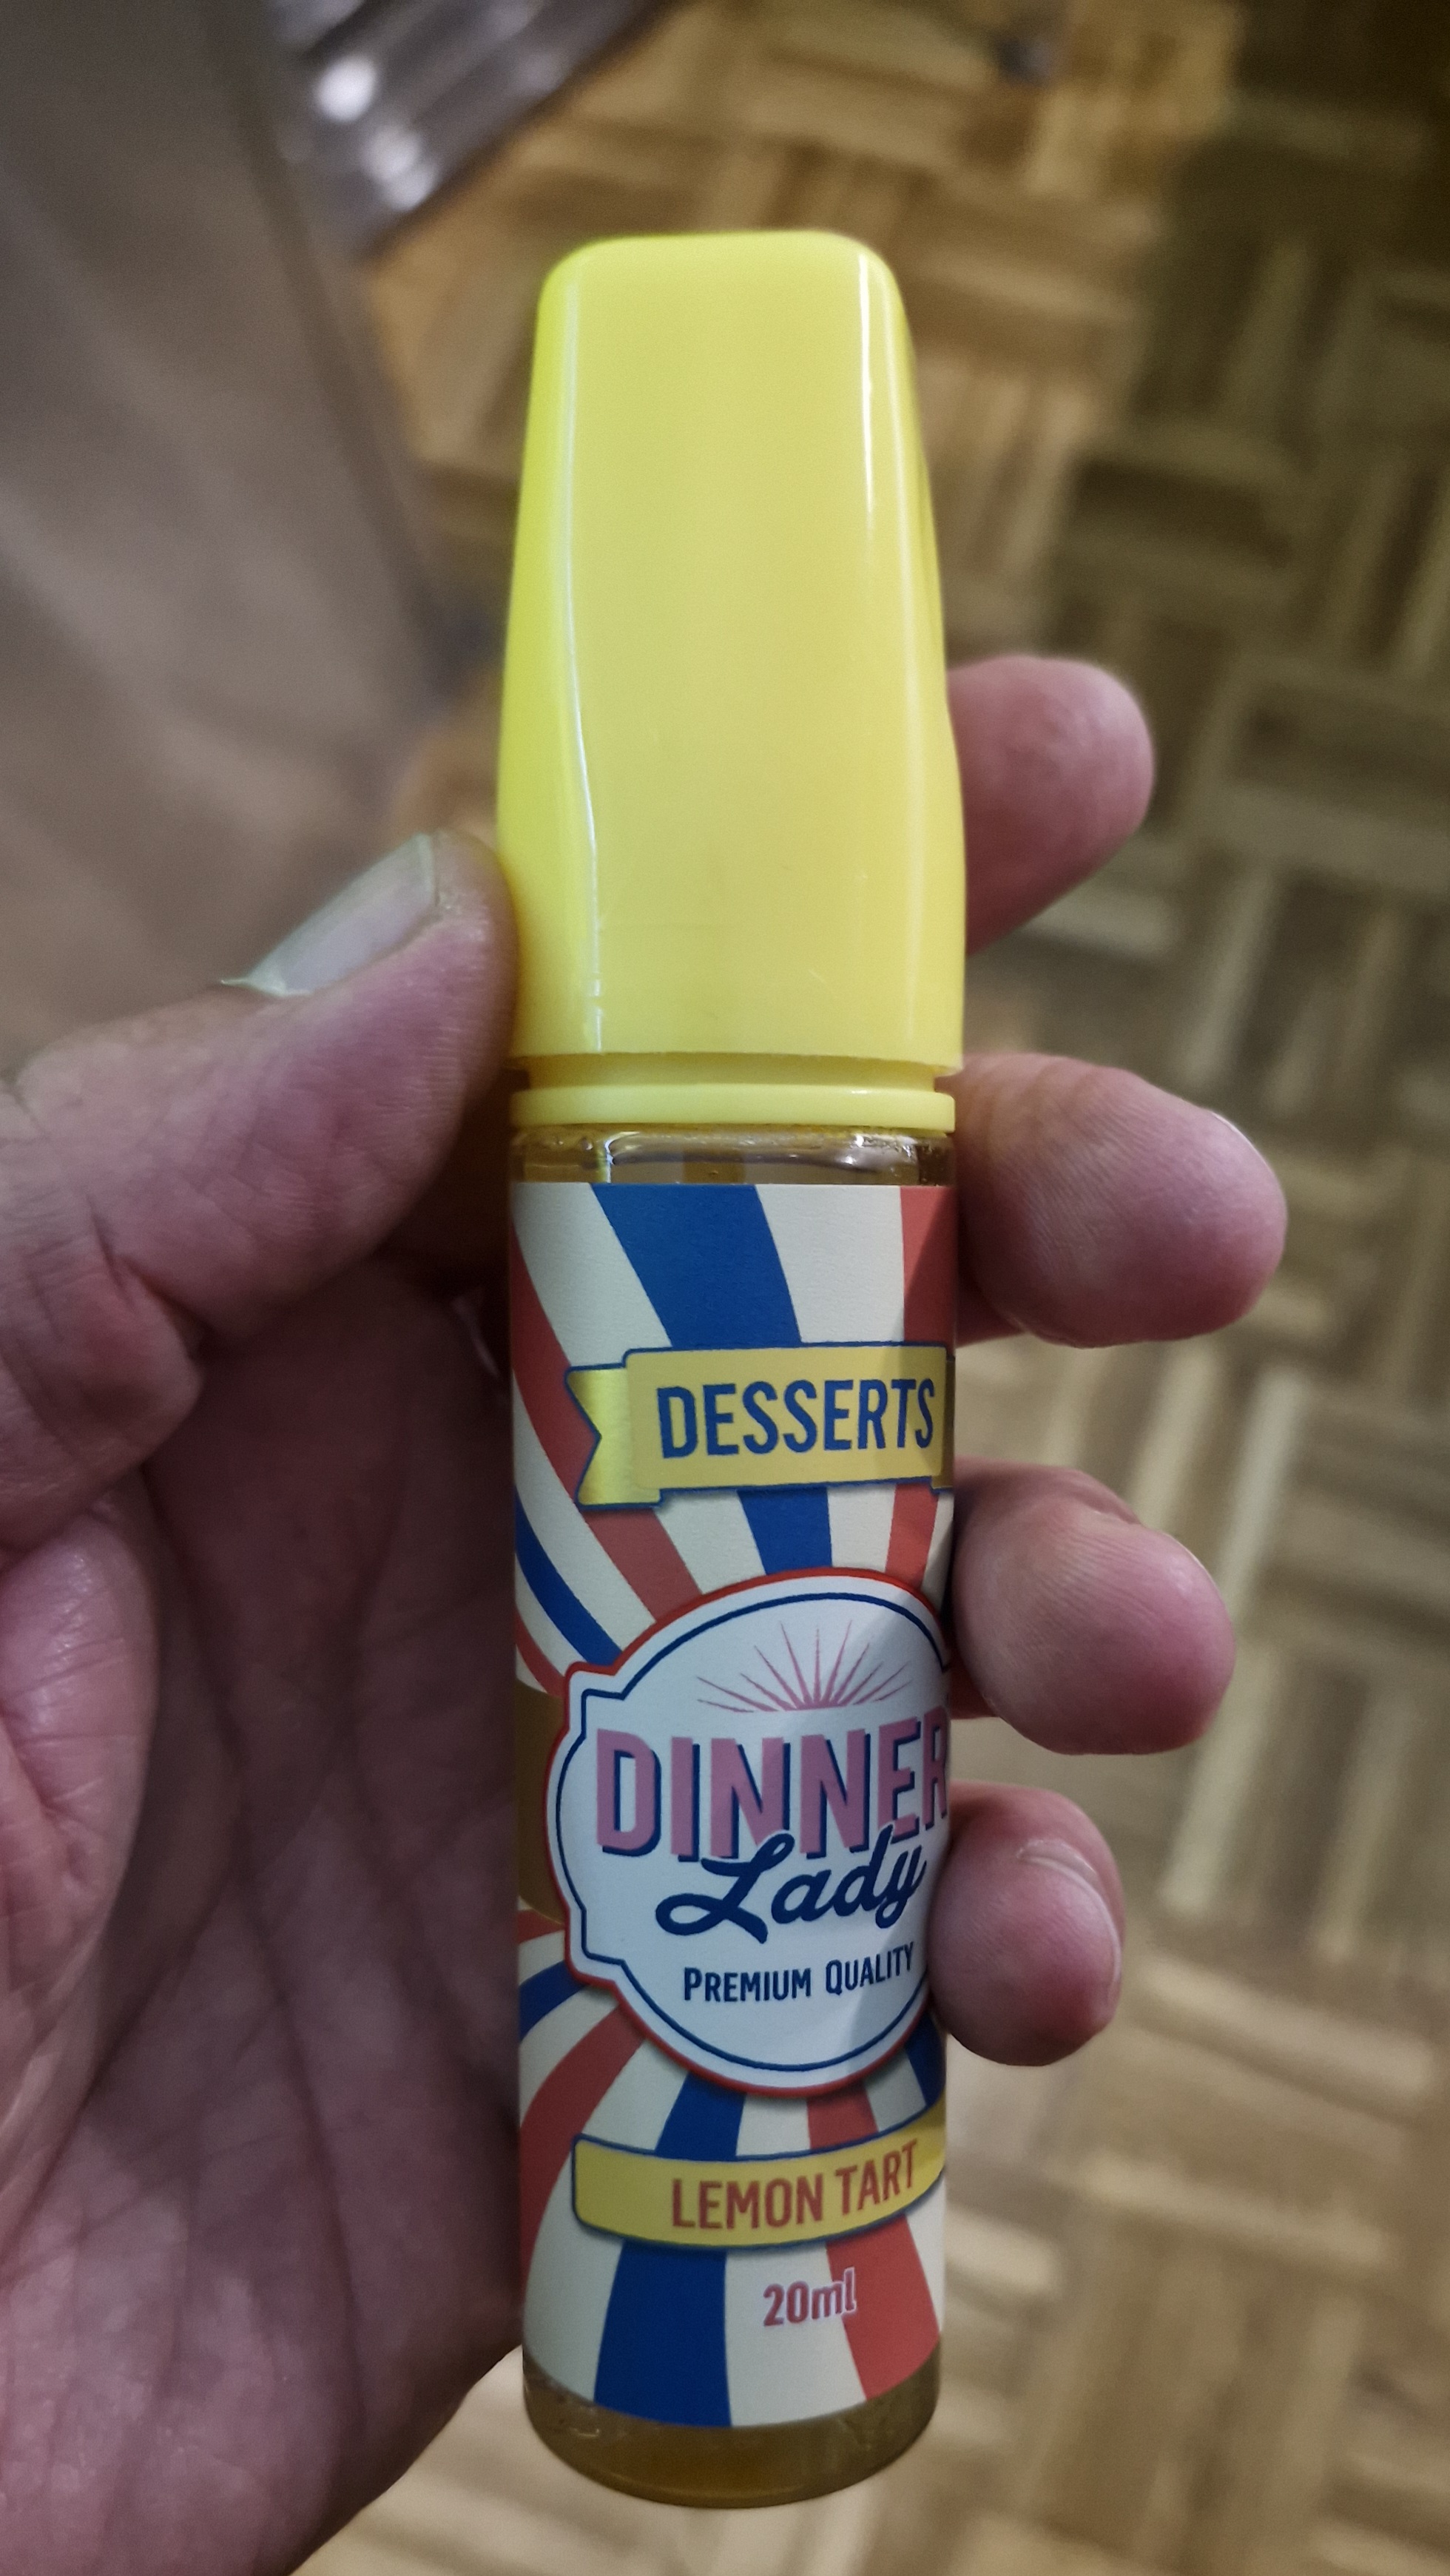 DESSERTS
DINNER
Lady
PREMIUM QUALITY
LEMON TART
20ml